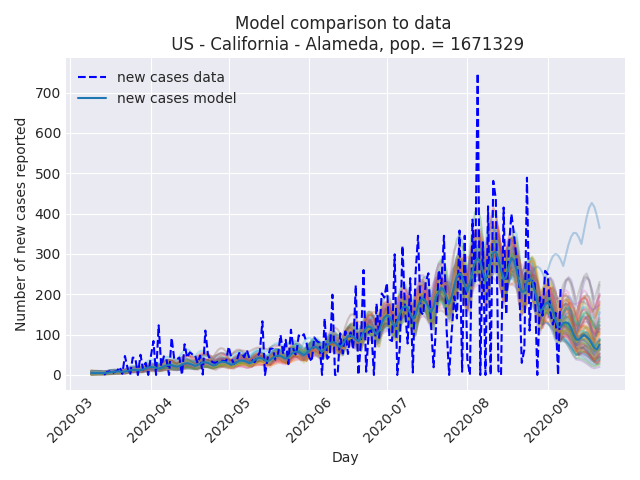 Model comparison to data
US - California - Alameda, pop. = 1671329
new cases data
new cases model
Number of new cases reported
700
600
500
400
300
200
100
0
2020-03
2020-04
2020-05
2020-06
2020-07
2020-08
2020-09
Day